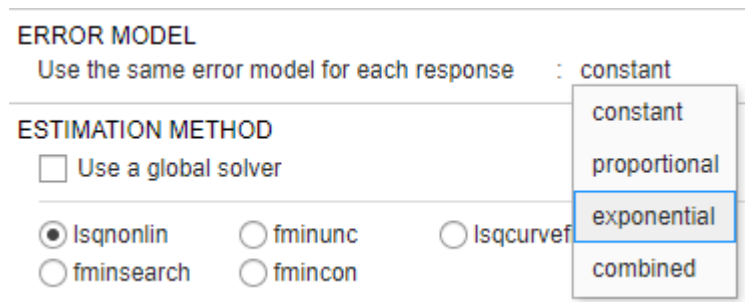 ERROR MODEL
Use the same error model for each response : constant
constant
proportional
exponential
combined
ESTIMATION METHOD
Use a global solver
lsqnonlin fminunc lsqcurvef
fminsearch fmincon